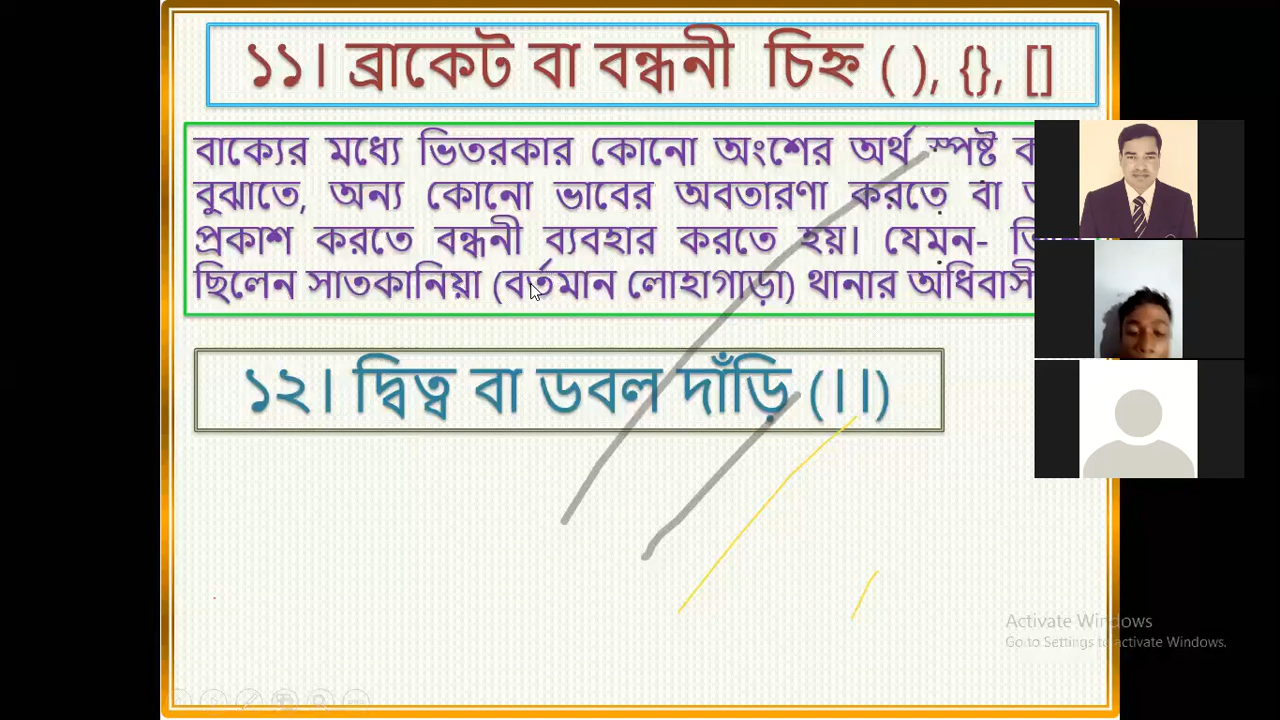 ১১। ব্রাকেট বা বন্ধনী চিহ্ন ( ), {}, []
বাক্যের মধ্যে ভিতরকার কোনো অংশের অর্থ স্পষ্ট
বুঝাতে, অন্য কোনো ভাবের অবতারণা করতে বা
প্রকাশ করতে বন্ধনী ব্যবহার করতে হয়। যেমন-
ছিলেন সাতকানিয়া (বর্তমান লোহাগাড়া) থানার অধিবাসী
১২। দ্বিত্ব বা ডবল দাঁড়ি (।।)
Activate Windows
Go to Settings to activate Windows.